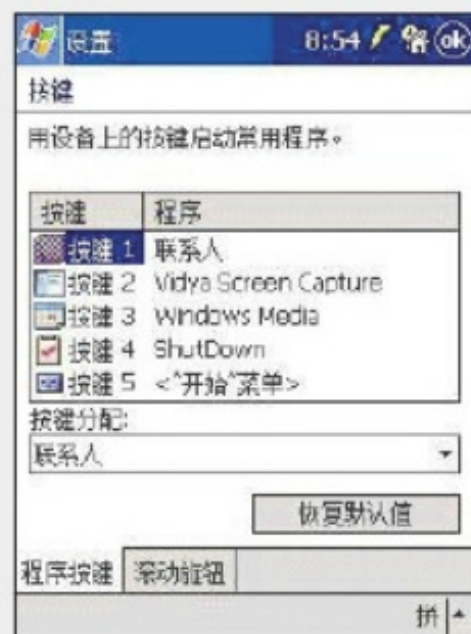 设置 8:54 ok
按键
用设备上的按键启动常用程序。
按键 程序
按键 1 联系人
按键 2 Vidya Screen Capture
按键 3 Windows Media
按键 4 ShutDown
按键 5 <“开始”菜单>
按键分配:
联系人
恢复默认值
程序按键 滚动旋钮
拼